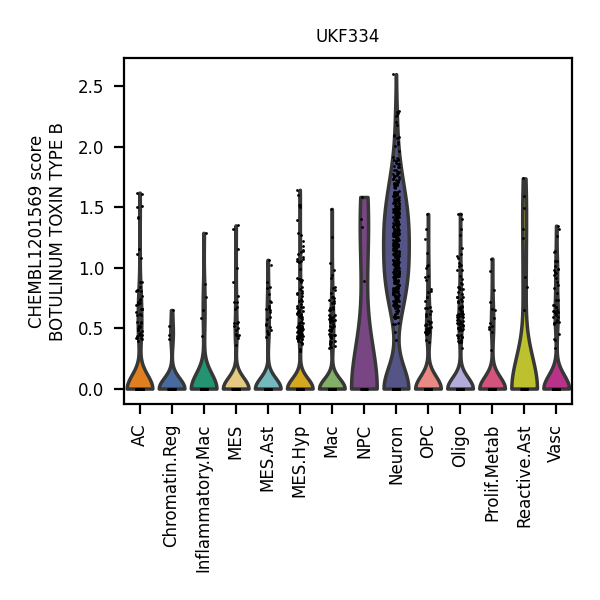 UKF334
CHEMBL1201569 score
BOTULINUM TOXIN TYPE B
2.5
2.0
1.5
1.0
0.5
0.0
AC
Chromatin.Reg
Inflammatory.Mac
MES
MES.Ast
MES.Hyp
Mac
NPC
Neuron
OPC
Oligo
Prolif.Metab
Reactive.Ast
Vasc